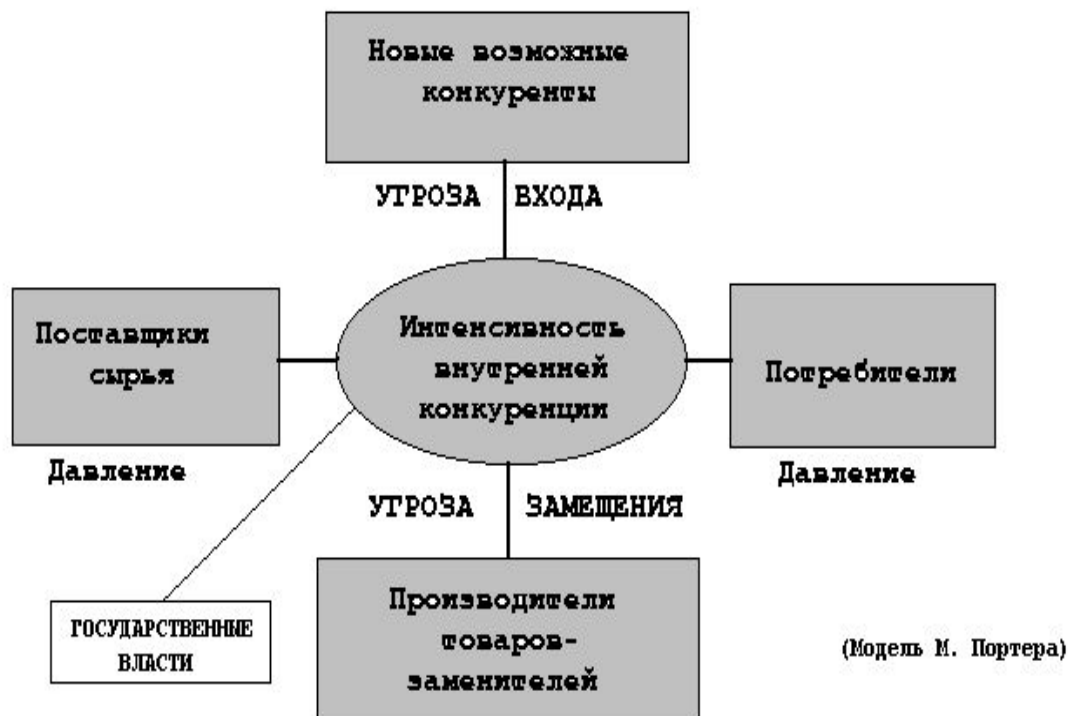 Новые возможные
конкуренты
УГРОЗА ВХОДА
Поставщики
сырья
Давление
Интенсивность
внутренней
конкуренции
Потребители
Давление
УГРОЗА ЗАМЕЩЕНИЯ
ГОСУДАРСТВЕННЫЕ
ВЛАСТИ
Производители
товаров-
заменителей
(Модель М. Портера)